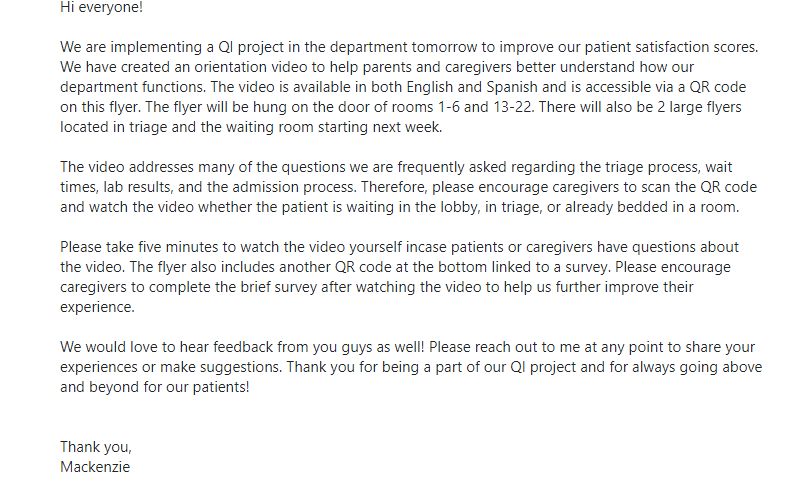 Hi everyone!
We are implementing a QI project in the department tomorrow to improve our patient satisfaction scores.
We have created an orientation video to help parents and caregivers better understand how our
department functions. The video is available in both English and Spanish and is accessible via a QR code
on this flyer. The flyer will be hung on the door of rooms 1-6 and 13-22. There will also be 2 large flyers
located in triage and the waiting room starting next week.
The video addresses many of the questions we are frequently asked regarding the triage process, wait
times, lab results, and the admission process. Therefore, please encourage caregivers to scan the QR code
and watch the video whether the patient is waiting in the lobby, in triage, or already bedded in a room.
Please take five minutes to watch the video yourself incase patients or caregivers have questions about
the video. The flyer also includes another QR code at the bottom linked to a survey. Please encourage
caregivers to complete the brief survey after watching the video to help us further improve their
experience.
We would love to hear feedback from you guys as well! Please reach out to me at any point to share your
experiences or make suggestions. Thank you for being a part of our QI project and for always going above
and beyond for our patients!
Thank you,
Mackenzie